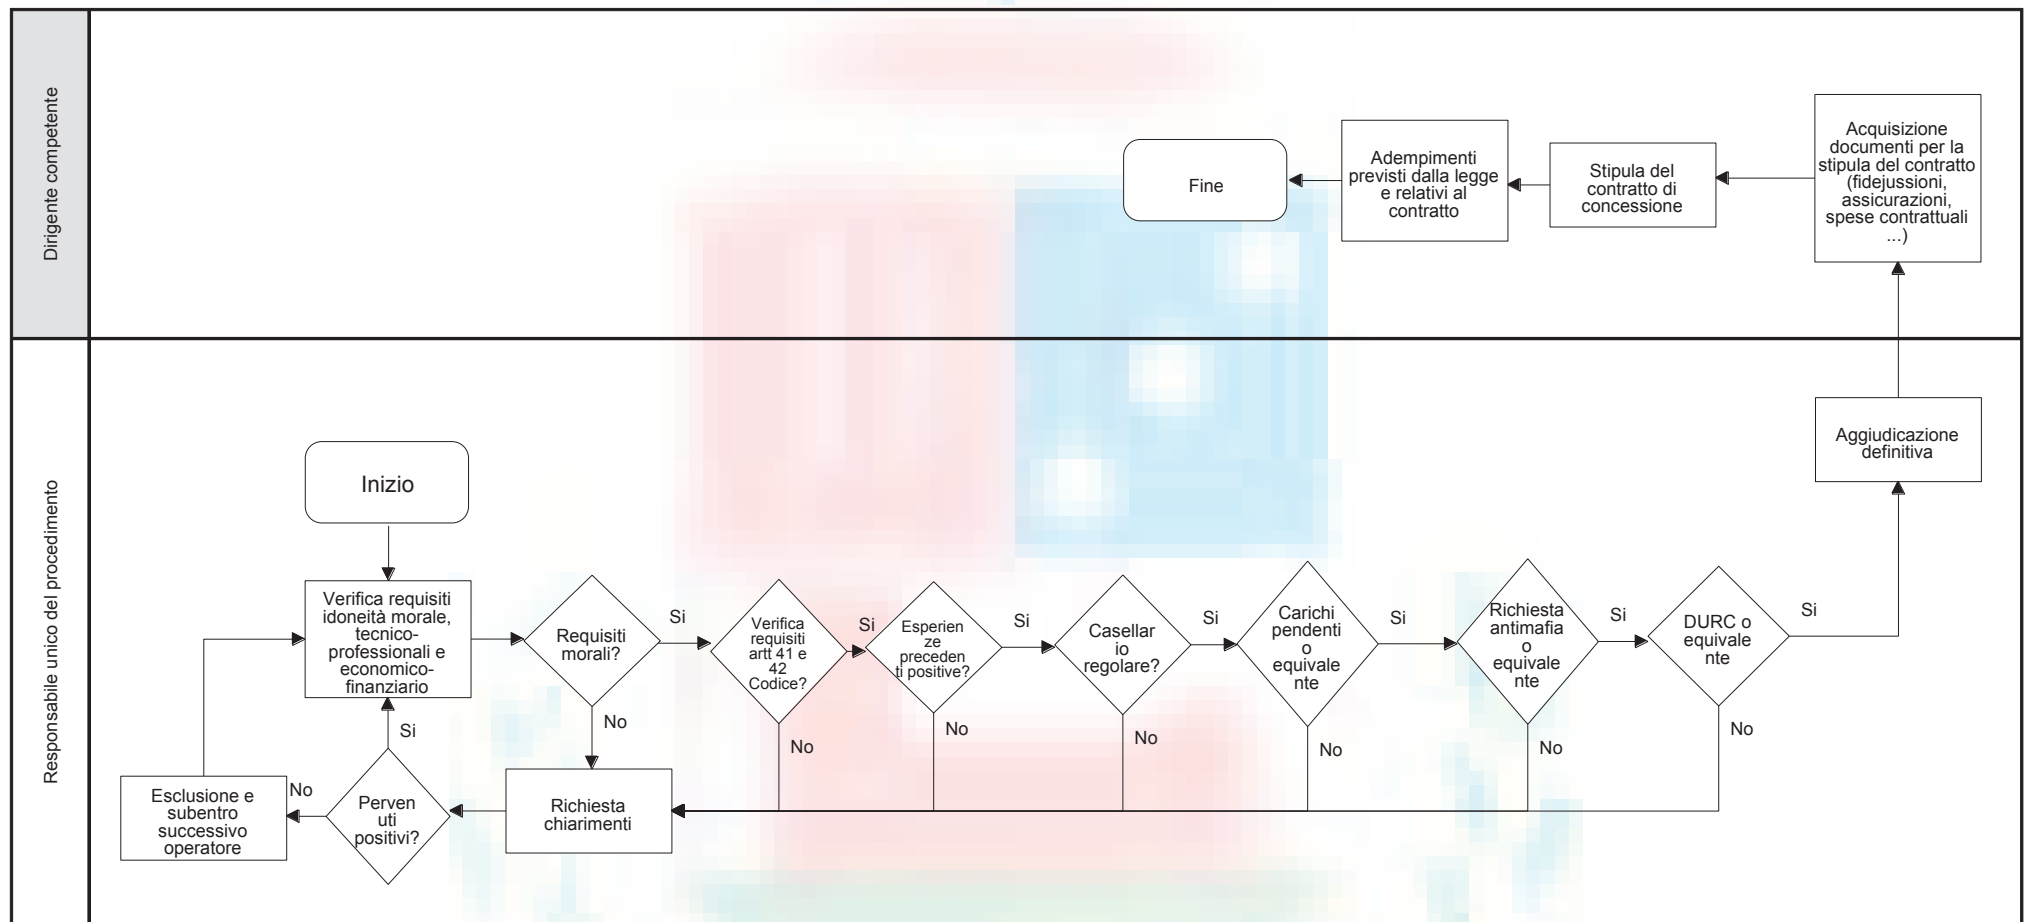 Dirigente competente
Fine
Adempimenti
previsti dalla legge
e relativi al
contratto
Stipula del
contratto di
concessione
Acquisizione
documenti per la
stipula del contratto
(fidejussioni,
assicurazioni,
spese contrattuali
...)
Responsabile unico del procedimento
Inizio
Aggiudicazione
definitiva
Verifica requisiti
idoneità morale,
tecnico-
professionali e
economico-
finanziario
Requisiti
morali?
Si
No
Verifica
requisiti
artt 41 e
42
Codice?
Si
No
Esperien
ze
preceden
ti positive?
Si
No
Casellar
io
regolare?
Si
No
Carichi
pendenti
o
equivale
nte
Si
No
Richiesta
antimafia
o
equivale
nte
Si
No
DURC o
equivale
nte
Si
No
Richiesta
chiarimenti
Perven
uti
positivi?
Si
No
Esclusione e
subentro
successivo
operatore